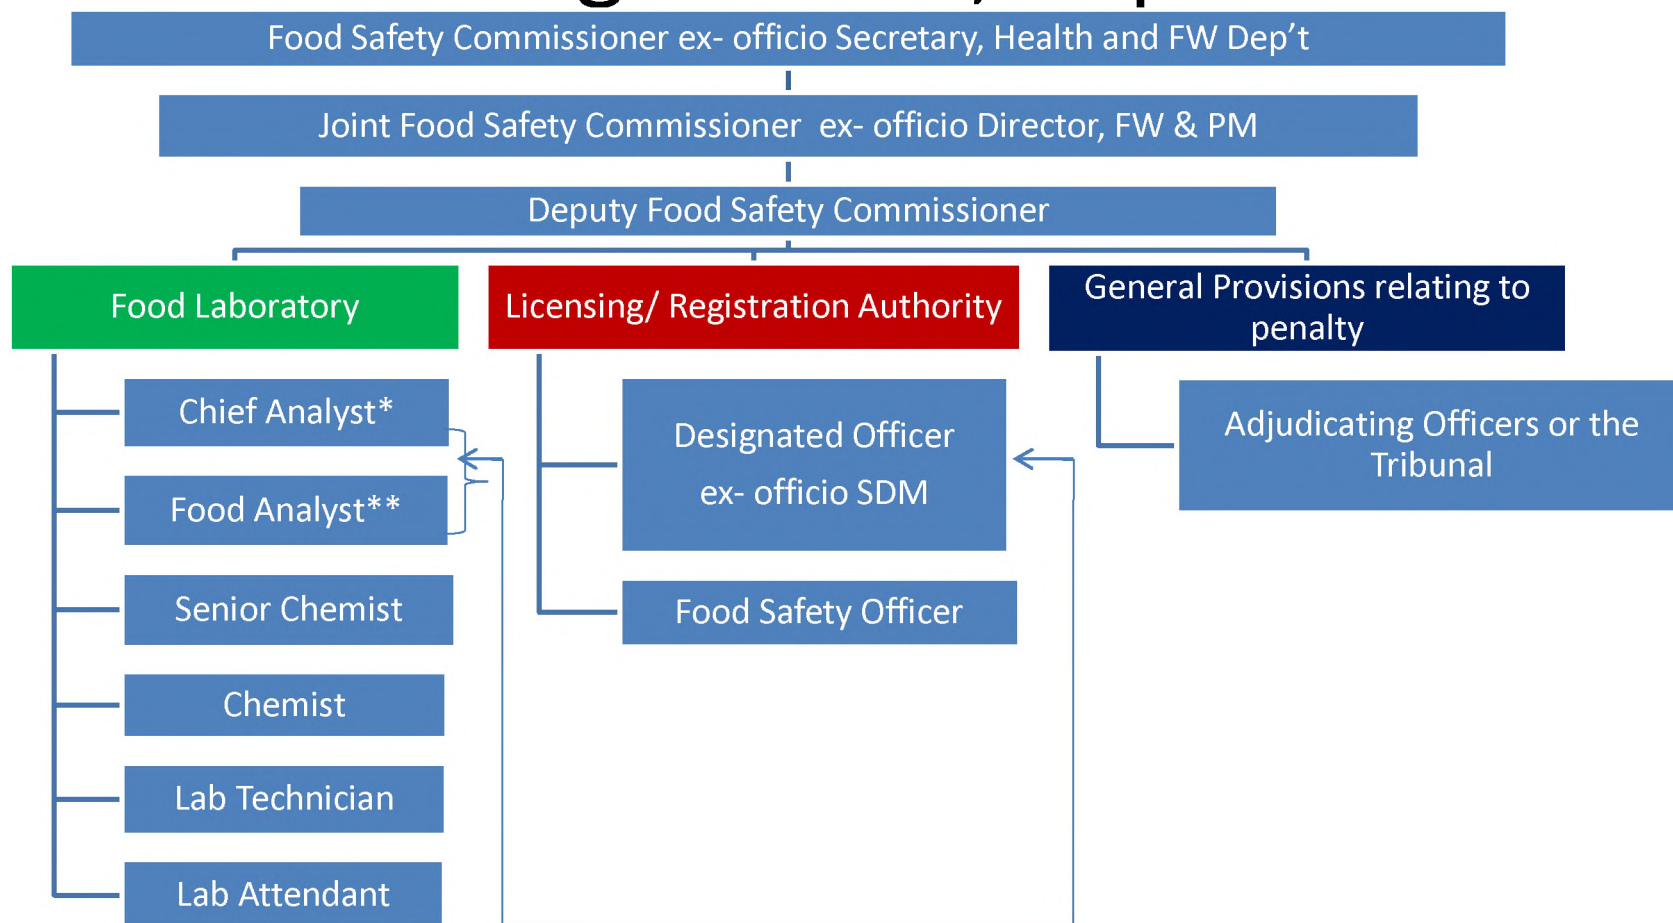 Food Safety Commissioner ex- officio Secretary, Health and FW Dep’t
Joint Food Safety Commissioner  ex- officio Director, FW & PM
Deputy Food Safety Commissioner
Food Laboratory
Chief Analyst*
Food Analyst**
Senior Chemist
Chemist
Lab Technician
Lab Attendant
Licensing/ Registration Authority
Designated Officer
ex- officio SDM
Food Safety Officer
General Provisions relating to
penalty
Adjudicating Officers or the
Tribunal